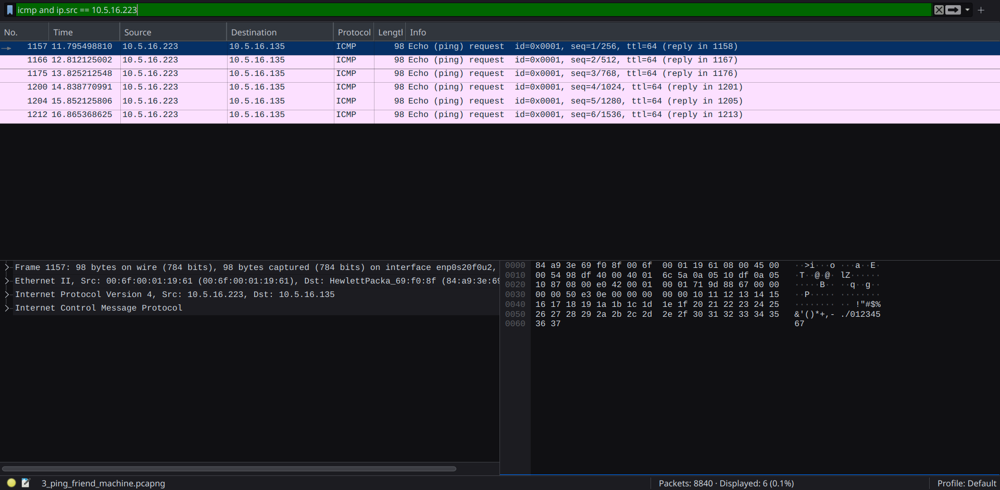 icmp and ip.src == 10.5.16.223
No. Time Source Destination Protocol Lengtl Info
1157 11.795498810 10.5.16.223 10.5.16.135 ICMP 98 Echo (ping) request id=0x0001, seq=1/256, ttl=64 (reply in 1158)
1166 12.812125002 10.5.16.223 10.5.16.135 ICMP 98 Echo (ping) request id=0x0001, seq=2/512, ttl=64 (reply in 1167)
1175 13.825212548 10.5.16.223 10.5.16.135 ICMP 98 Echo (ping) request id=0x0001, seq=3/768, ttl=64 (reply in 1176)
1200 14.838770991 10.5.16.223 10.5.16.135 ICMP 98 Echo (ping) request id=0x0001, seq=4/1024, ttl=64 (reply in 1201)
1204 15.852125806 10.5.16.223 10.5.16.135 ICMP 98 Echo (ping) request id=0x0001, seq=5/1280, ttl=64 (reply in 1205)
1212 16.865368625 10.5.16.223 10.5.16.135 ICMP 98 Echo (ping) request id=0x0001, seq=6/1536, ttl=64 (reply in 1213)
Frame 1157: 98 bytes on wire (784 bits), 98 bytes captured (784 bits) on interface enp0s20f0u2,
Ethernet II, Src: 00:6f:00:01:19:61 (00:6f:00:01:19:61), Dst: HewlettPacka_69:f0:8f (84:a9:3e:69
Internet Protocol Version 4, Src: 10.5.16.223, Dst: 10.5.16.135
Internet Control Message Protocol
0000 84 a9 3e 69 f0 8f 00 6f 00 01 19 61 08 00 45 00 ··>i···o ···a··E·
0010 00 54 98 df 40 00 40 01 6c 5a 0a 05 10 df 0a 05 ·T··@·@· lZ······
0020 10 87 08 00 e0 42 00 01 00 01 71 9d 88 67 00 00 ·····B·· ··q··g··
0030 00 00 50 e3 0e 00 00 00 00 00 10 11 12 13 14 15 ··P····· ········
0040 16 17 18 19 1a 1b 1c 1d 1e 1f 20 21 22 23 24 25 ········ ·· !"#$%
0050 26 27 28 29 2a 2b 2c 2d 2e 2f 30 31 32 33 34 35 &'()*+,- ./012345
0060 36 37 67
3_ping_friend_machine.pcapng Packets: 8840 · Displayed: 6 (0.1%) Profile: Default